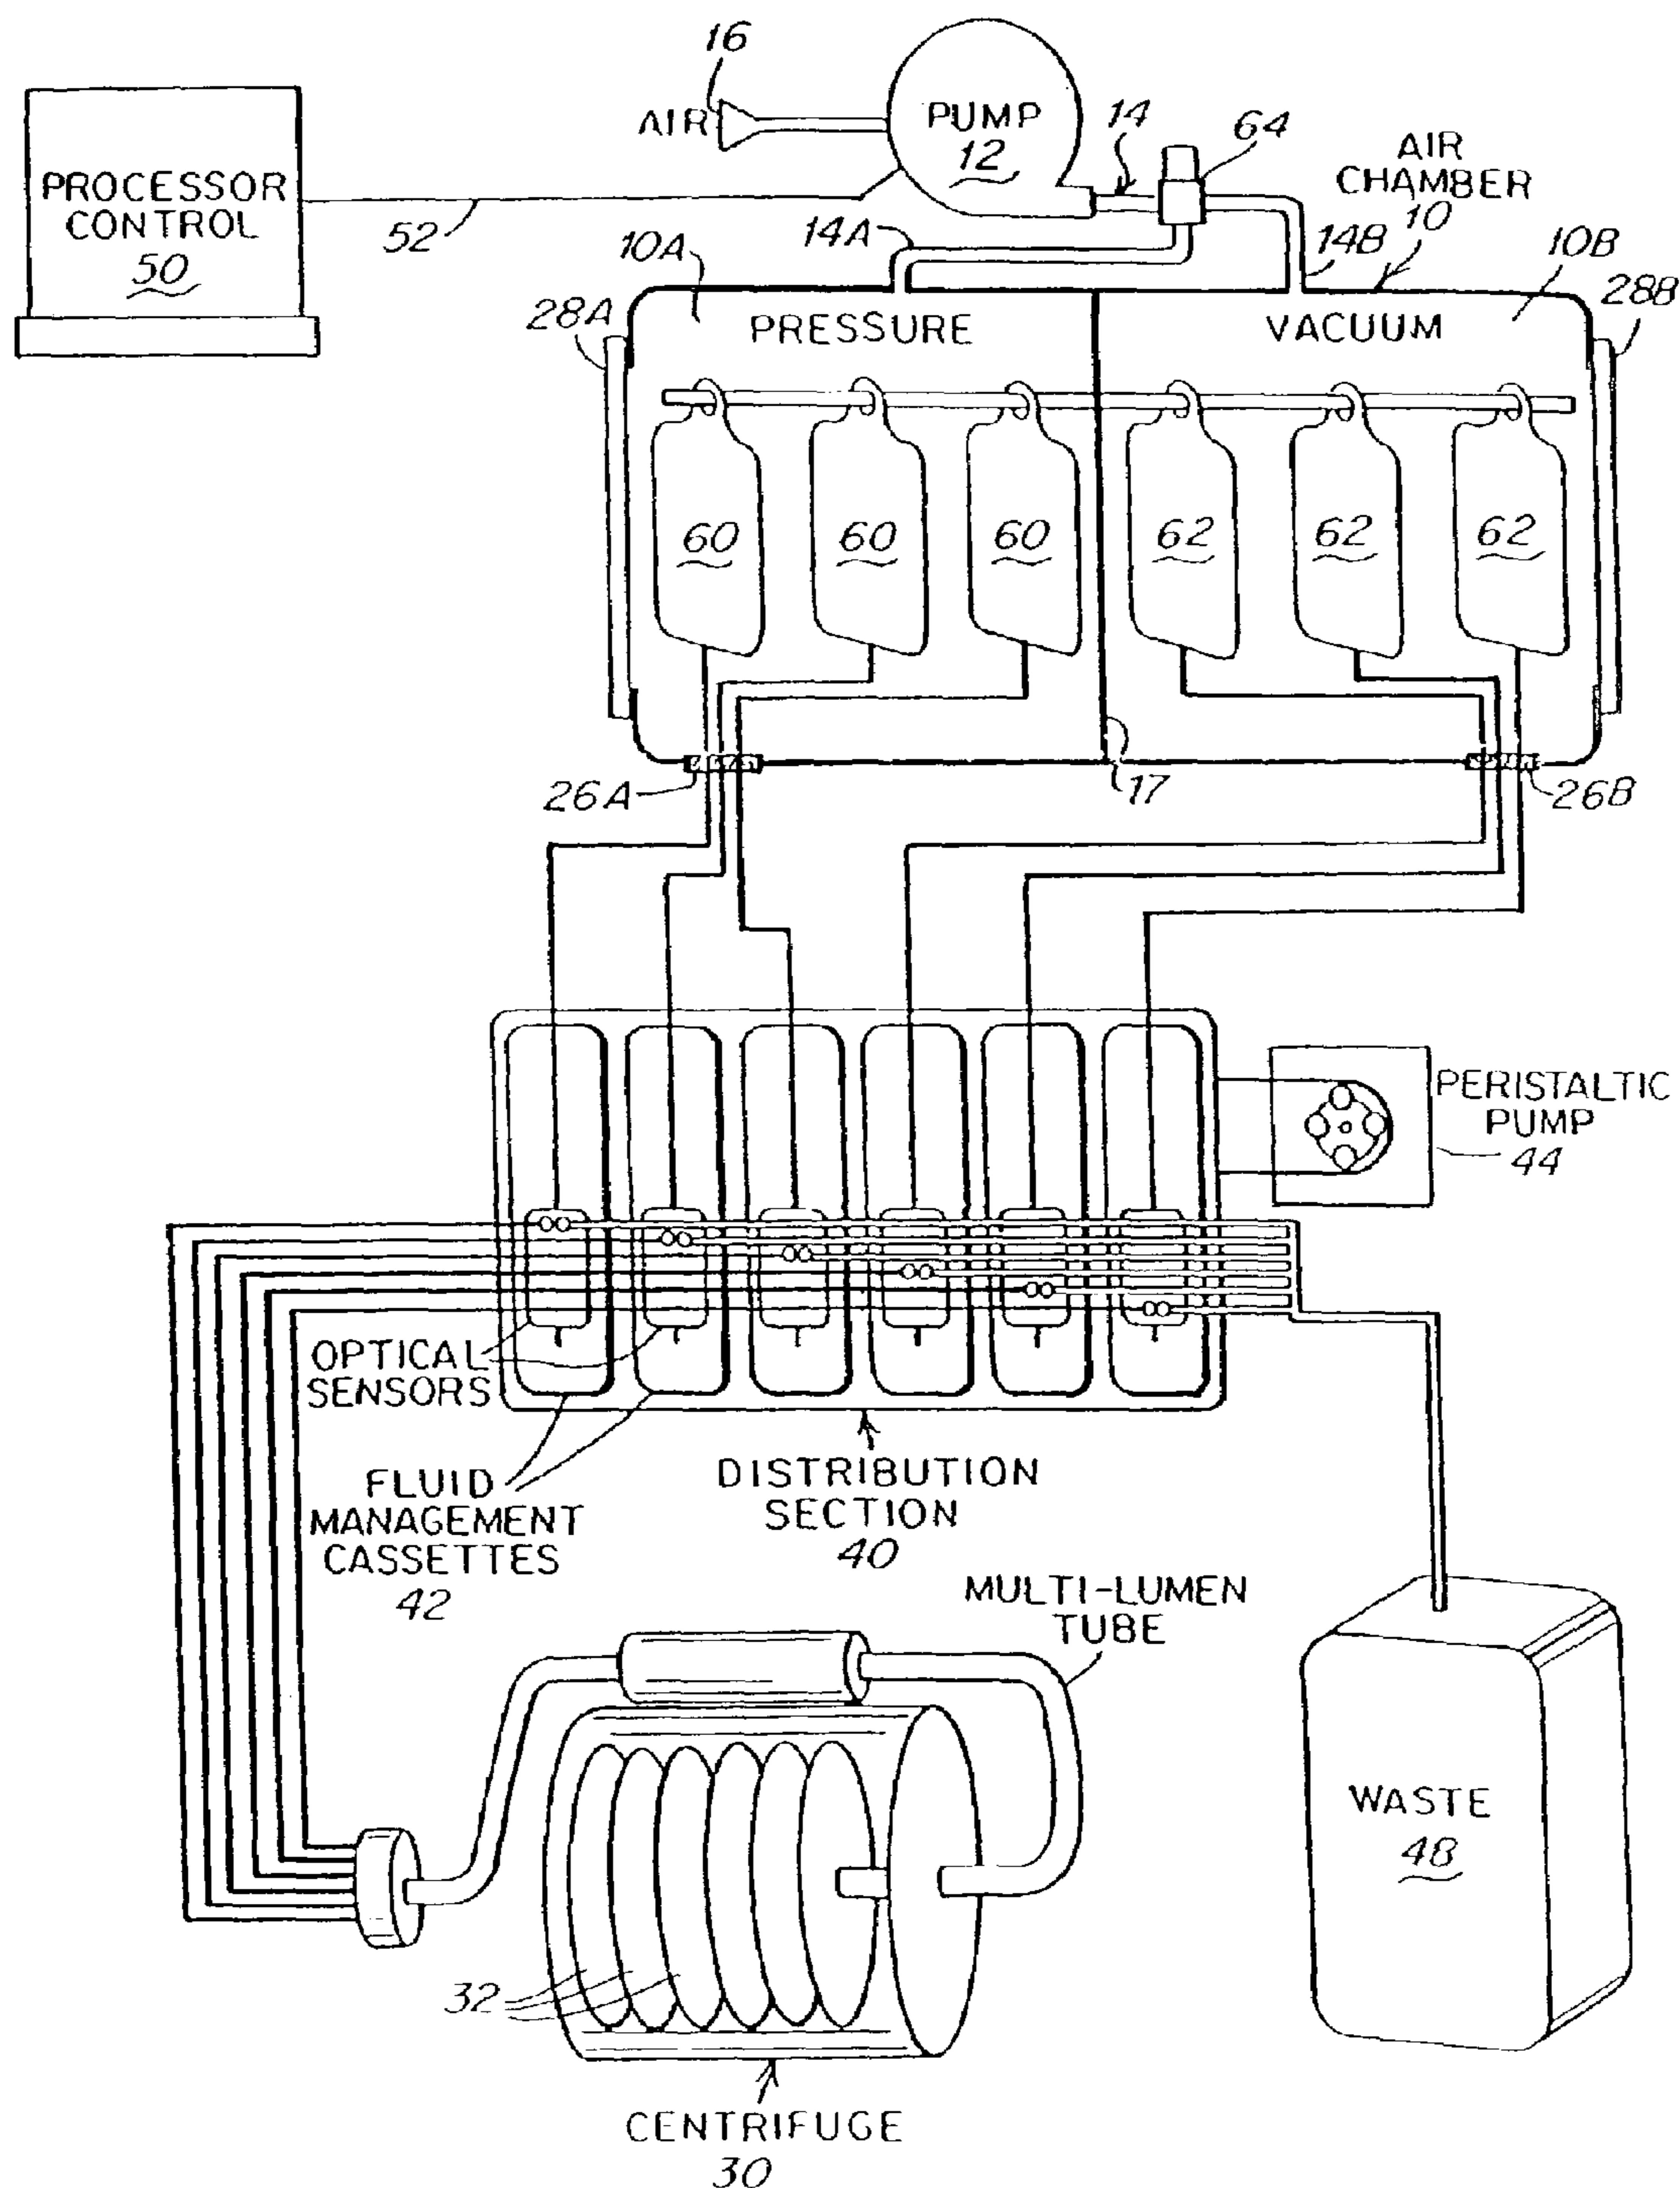 16
AIR
PUMP
12
14
64
AIR
CHAMBER
10
PROCESSOR
CONTROL
50
52
14A
14B
10A
10B
28A
28B
PRESSURE
VACUUM
60
60
60
62
62
62
26A
17
26B
PERISTALTIC
PUMP
44
OPTICAL
SENSORS
FLUID
MANAGEMENT
CASSETTES
42
DISTRIBUTION
SECTION
40
MULTI-LUMEN
TUBE
WASTE
48
32
CENTRIFUGE
30